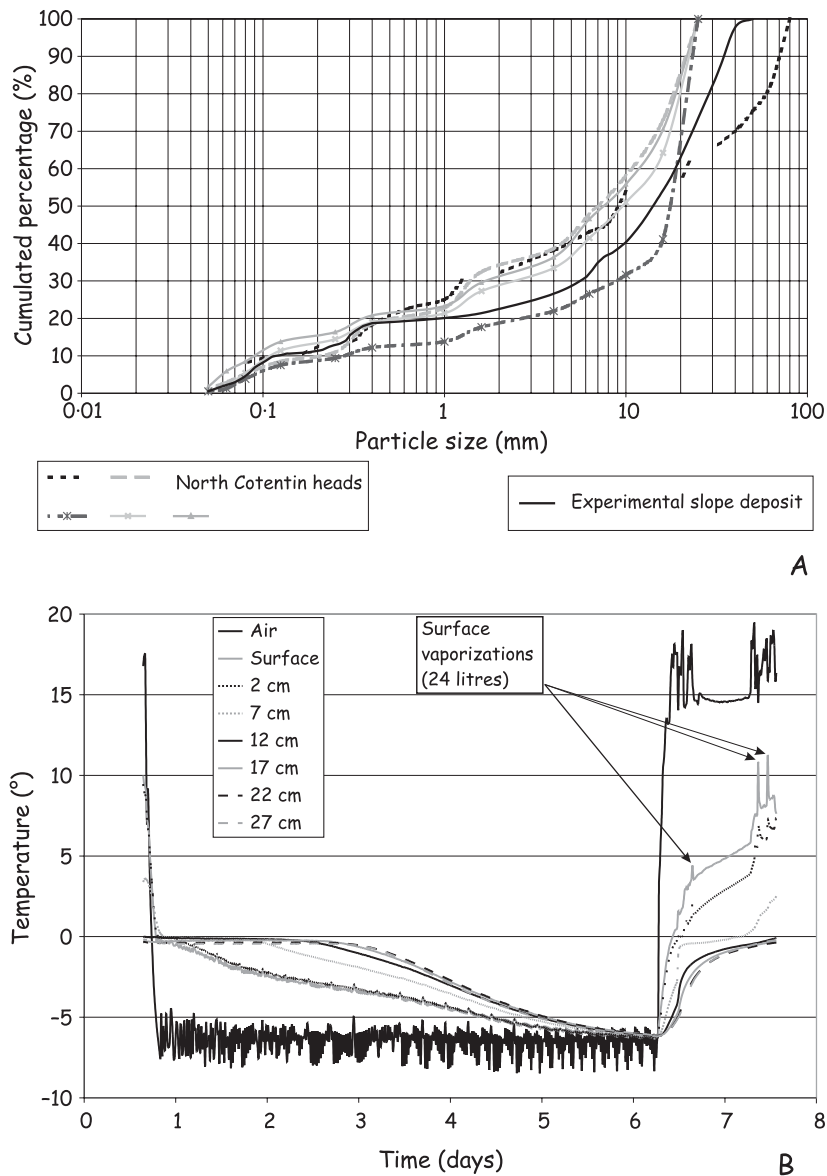 100
90
80
70
60
50
40
30
20
10
0
Cumulated percentage (%)
0·01
0·1
1
10
100
Particle size (mm)
North Cotentin heads
Experimental slope deposit
A
20
15
10
5
0
−5
−10
Temperature (°)
Air
Surface
2 cm
7 cm
12 cm
17 cm
22 cm
27 cm
Surface
vaporizations
(24 litres)
0
1
2
3
4
5
6
7
8
Time (days)
B